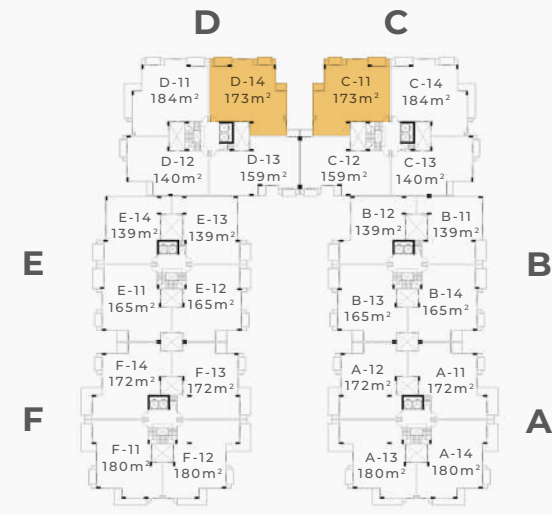 D
C
D-11
184m²
D-14
173m²
C-11
173m²
C-14
184m²
D-12
140m²
D-13
159m²
C-12
159m²
C-13
140m²
E
E-14
139m²
E-13
139m²
E-11
165m²
E-12
165m²
B-12
139m²
B-11
139m²
B-13
165m²
B-14
165m²
B
F
F-14
172m²
F-13
172m²
F-11
180m²
F-12
180m²
A-12
172m²
A-11
172m²
A-13
180m²
A-14
180m²
A